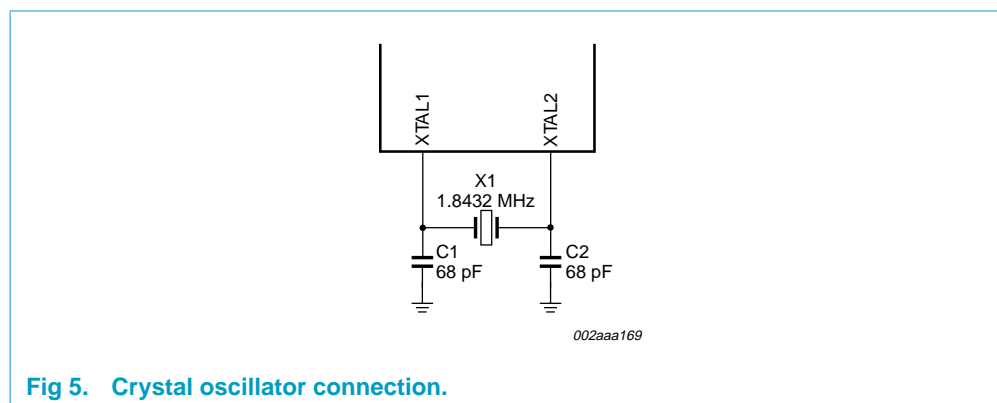 XTAL1
XTAL2
X1
1.8432 MHz
C1
68 pF
C2
68 pF
002aaa169
Fig 5. Crystal oscillator connection.